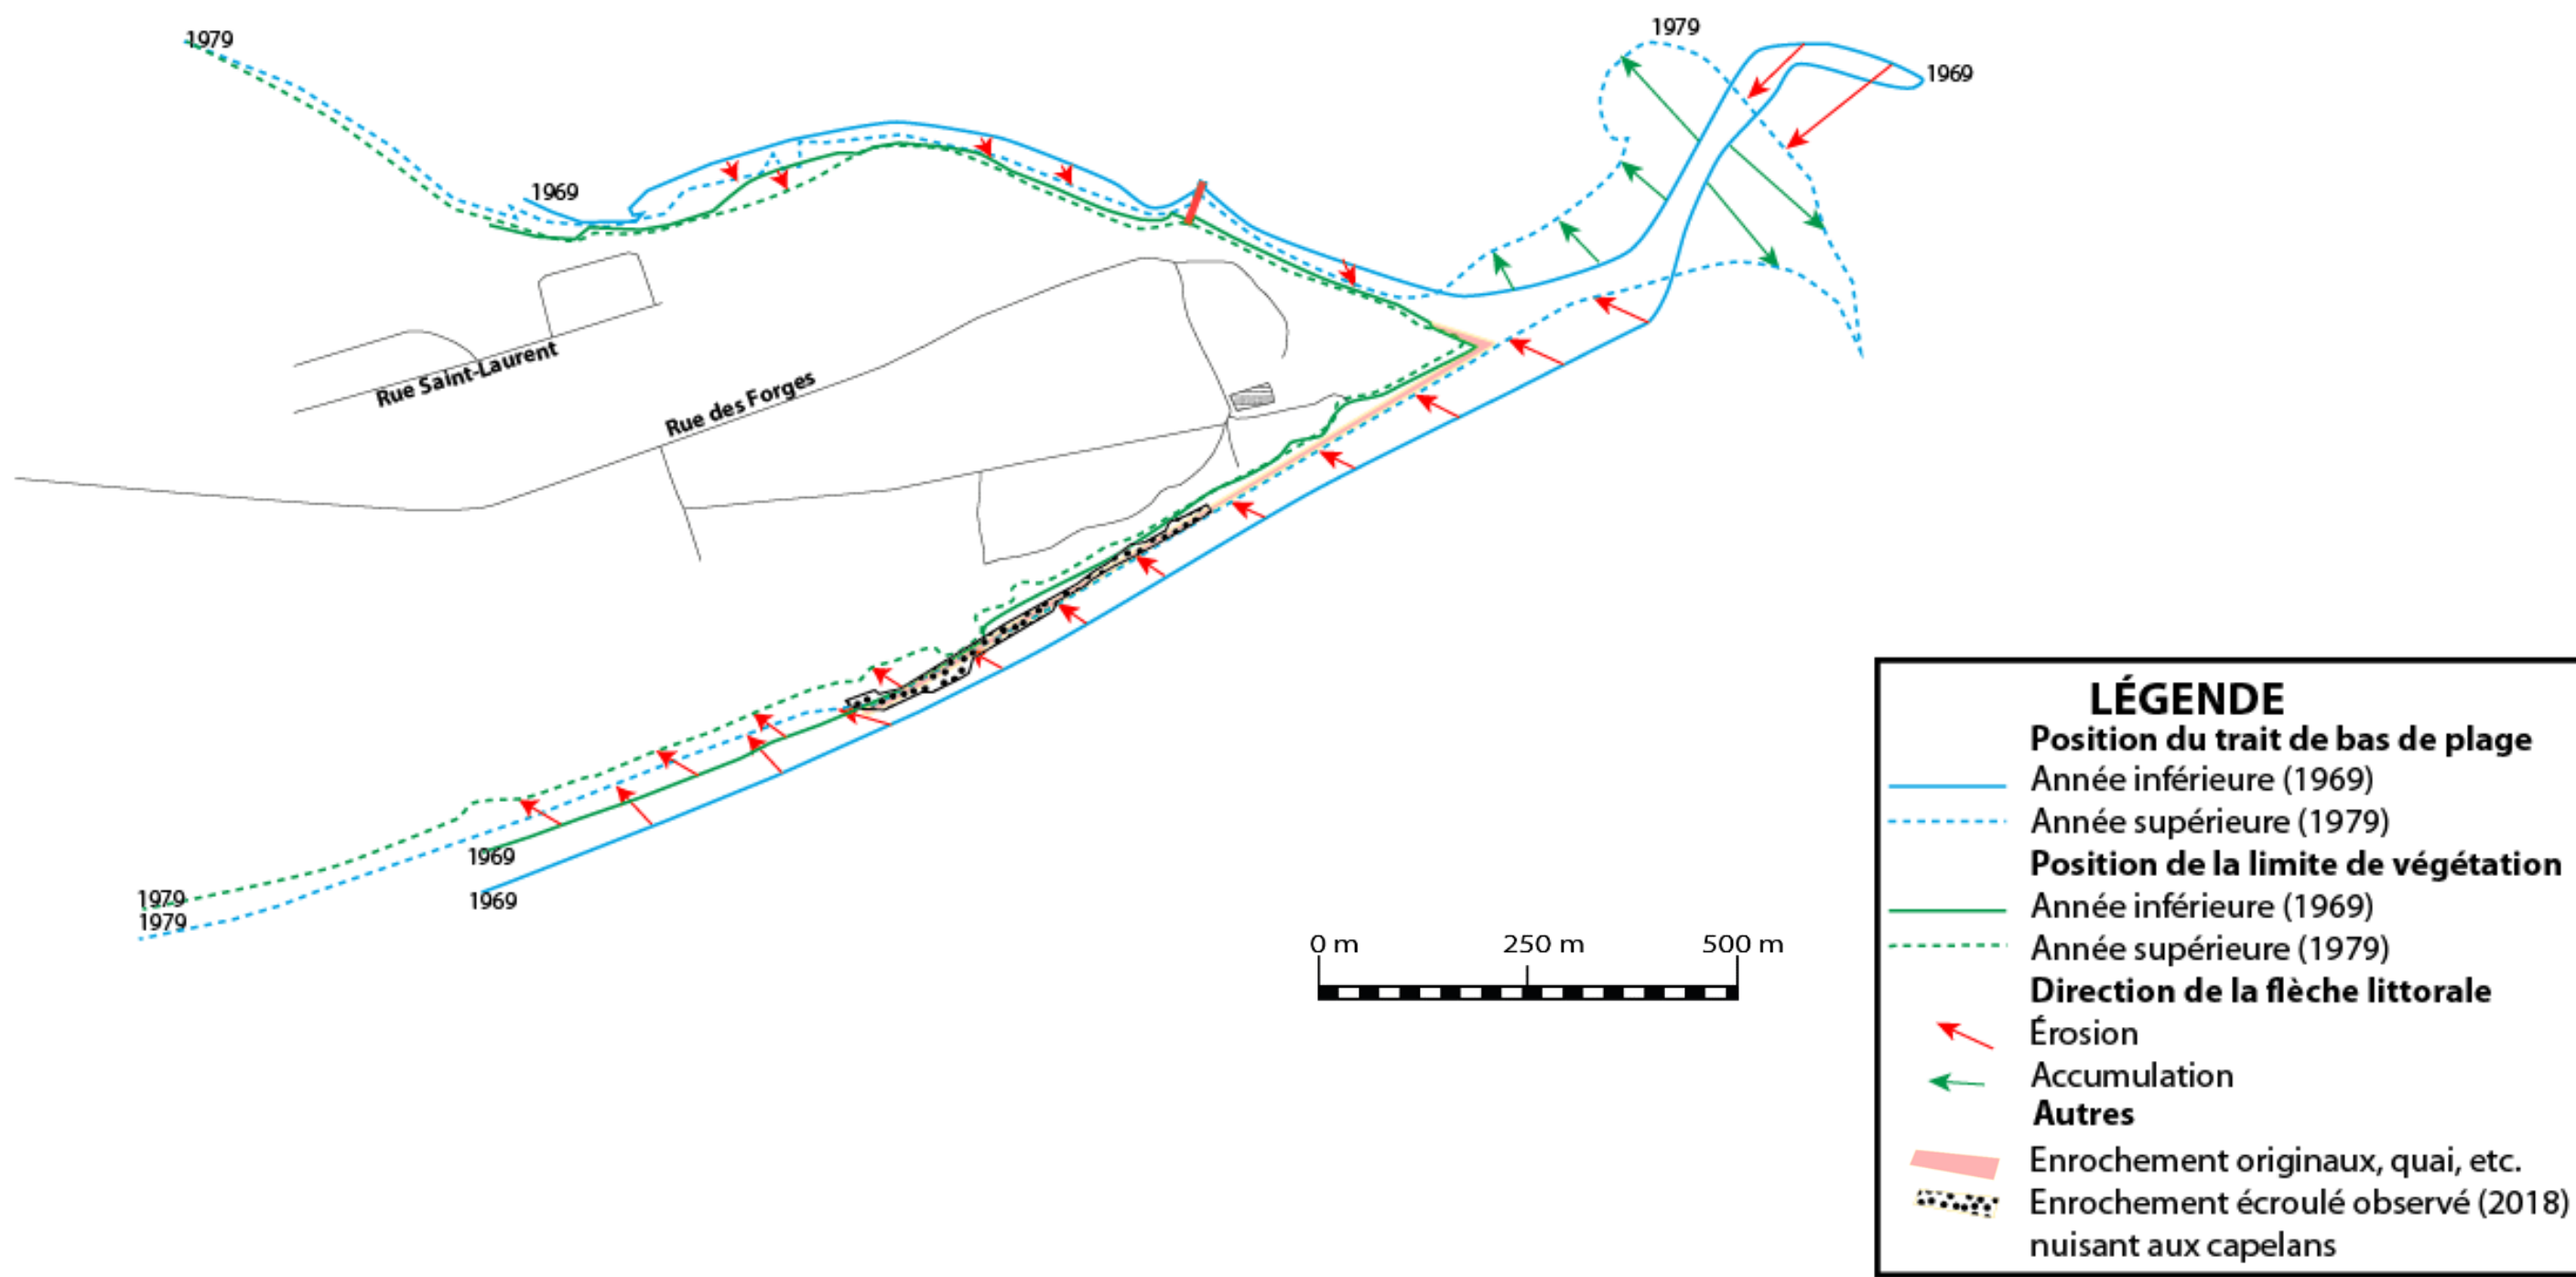 1979
1979
1969
1969
Rue Saint-Laurent
Rue des Forges
1969
1979
1969
1979
0 m 250 m 500 m
LÉGENDE
Position du trait de bas de plage
Année inférieure (1969)
Année supérieure (1979)
Position de la limite de végétation
Année inférieure (1969)
Année supérieure (1979)
Direction de la flèche littorale
Érosion
Accumulation
Autres
Enrochement originaux, quai, etc.
Enrochement écroulé observé (2018)
nuisant aux capelans